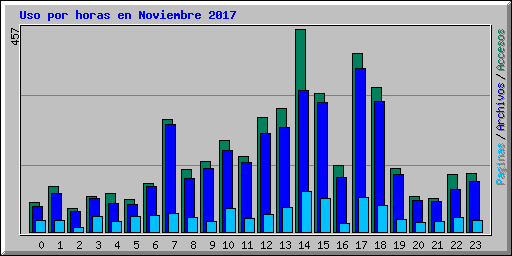 Uso por horas en Noviembre 2017
457
Paginas / Archivos / Accesos
0 1 2 3 4 5 6 7 8 9 10 11 12 13 14 15 16 17 18 19 20 21 22 23